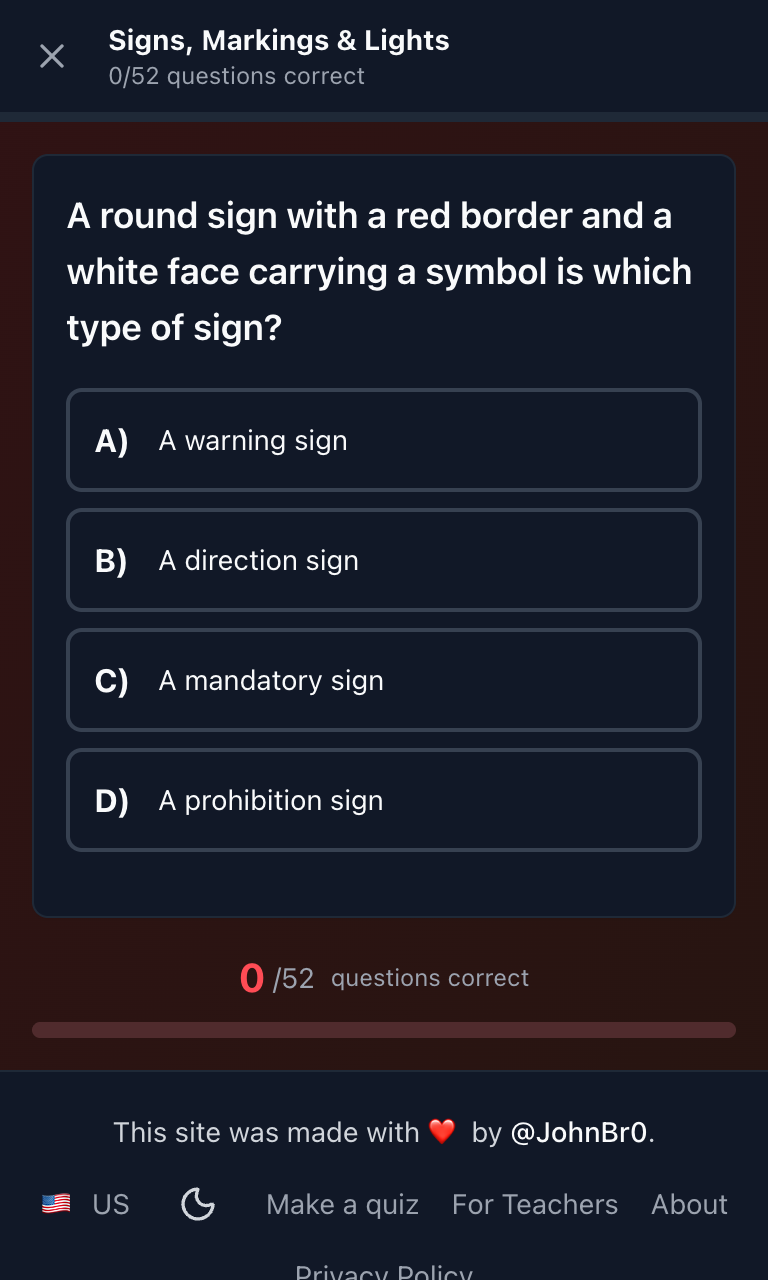 Signs, Markings & Lights
0/52 questions correct
A round sign with a red border and a
white face carrying a symbol is which
type of sign?
A) A warning sign
B) A direction sign
C) A mandatory sign
D) A prohibition sign
0 /52 questions correct
This site was made with ❤️ by @JohnBr0.
🇺🇸 US Make a quiz For Teachers About
Privacy Policy